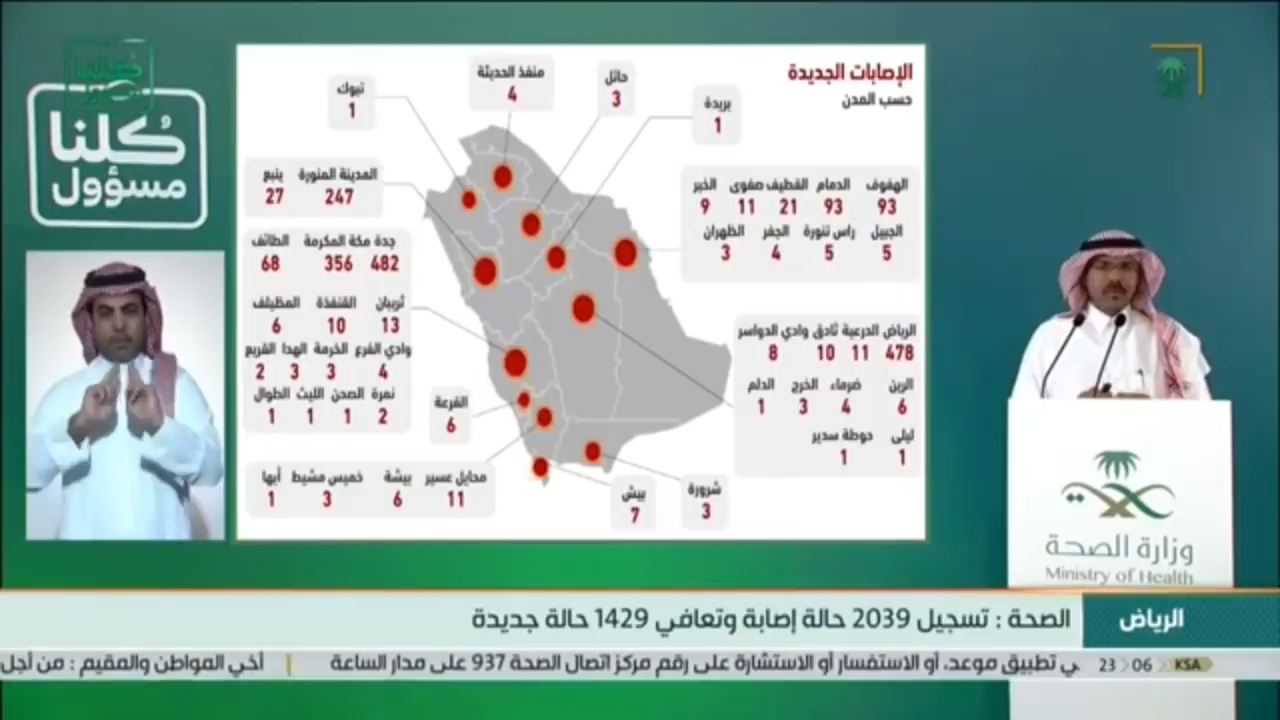 كلنا
مسؤول
الإصابات الجديدة
حسب المدن
منفذ الحديثة
4
حائل
3
تبوك
1
بريدة
1
المدينة المنورة ينبع
247 27
الهفوف الدمام القطيف صفوى الخبر
93 93 21 11 9
الجبيل راس تنورة الجفر الظهران
5 5 4 3
جدة مكة المكرمة الطائف
482 356 68
ثرببان القنفذة المظيلف
13 10 6
وادي الفرع الخرمة الهدا القريع
4 3 3 2
نمرة الصحن الليث الطوال
2 1 1 1
الرياض الدرعية ثادق وادي الدواسر
478 11 10 8
الرين ضرماء الخرج الدلم
6 4 3 1
ليلى حوطة سدير
1 1
القرعة
6
محايل عسير بيشة خميس مشيط أبها
11 6 3 1
بيش
7
شرورة
3
وزارة الصحة
Ministry of Health
الرياض
الصحة : تسجيل 2039 حالة إصابة وتعافي 1429 حالة جديدة
KSA 23 06
ي تطبيق موعد، أو الاستفسار أو الاستشارة على رقم مركز اتصال الصحة 937 على مدار الساعة | أخي المواطن والمقيم : من أجل